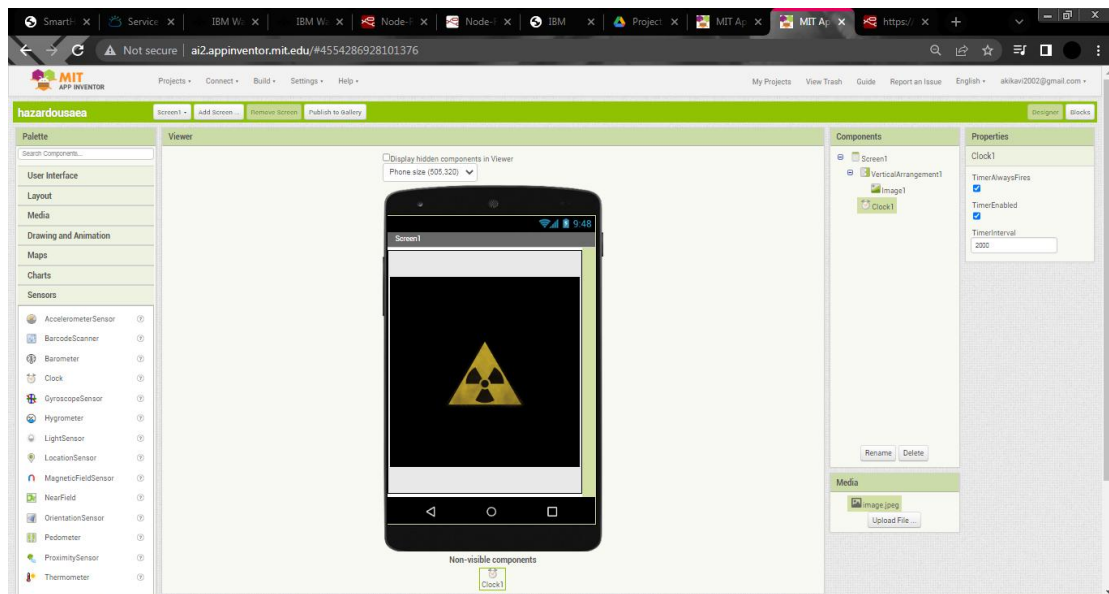 SmartH
Service
IBM Wa
IBM Wa
Node-R
Node-R
IBM
Project
MIT Ap
MIT Ap
https://
Not secure | ai2.appinventor.mit.edu/#4554286928101376
MIT
APP INVENTOR
Projects
Connect
Build
Settings
Help
My Projects
View Trash
Guide
Report an Issue
English
akikavi2002@gmail.com
hazardousaea
Screen1
Add Screen ...
Remove Screen
Publish to Gallery
Designer
Blocks
Palette
Search Components...
User Interface
Layout
Media
Drawing and Animation
Maps
Charts
Sensors
AccelerometerSensor
BarcodeScanner
Barometer
Clock
GyroscopeSensor
Hygrometer
LightSensor
LocationSensor
MagneticFieldSensor
NearField
OrientationSensor
Pedometer
ProximitySensor
Thermometer
Viewer
Display hidden components in Viewer
Phone size (505,320)
9:48
Screen1
Non-visible components
Clock1
Components
Screen1
VerticalArrangement1
Image1
Clock1
Rename
Delete
Media
image.jpeg
Upload File ...
Properties
Clock1
TimerAlwaysFires
TimerEnabled
TimerInterval
2000